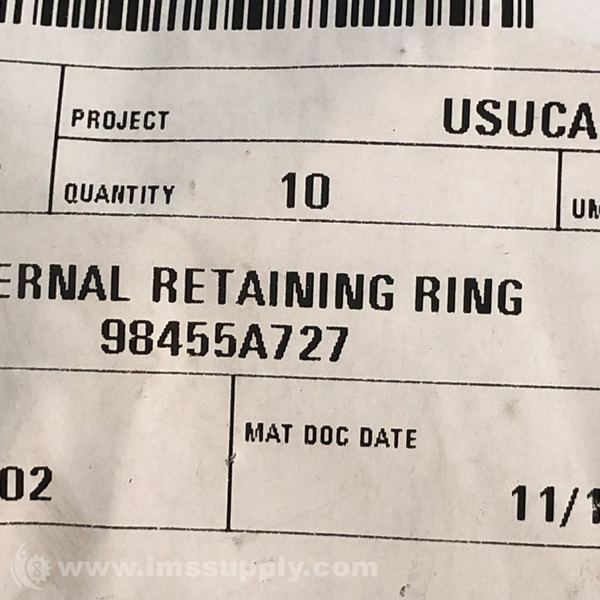 PROJECT USUCA
QUANTITY 10
ERNAL RETAINING RING
98455A727
MAT DOC DATE
02 11/1
www.imssupply.com